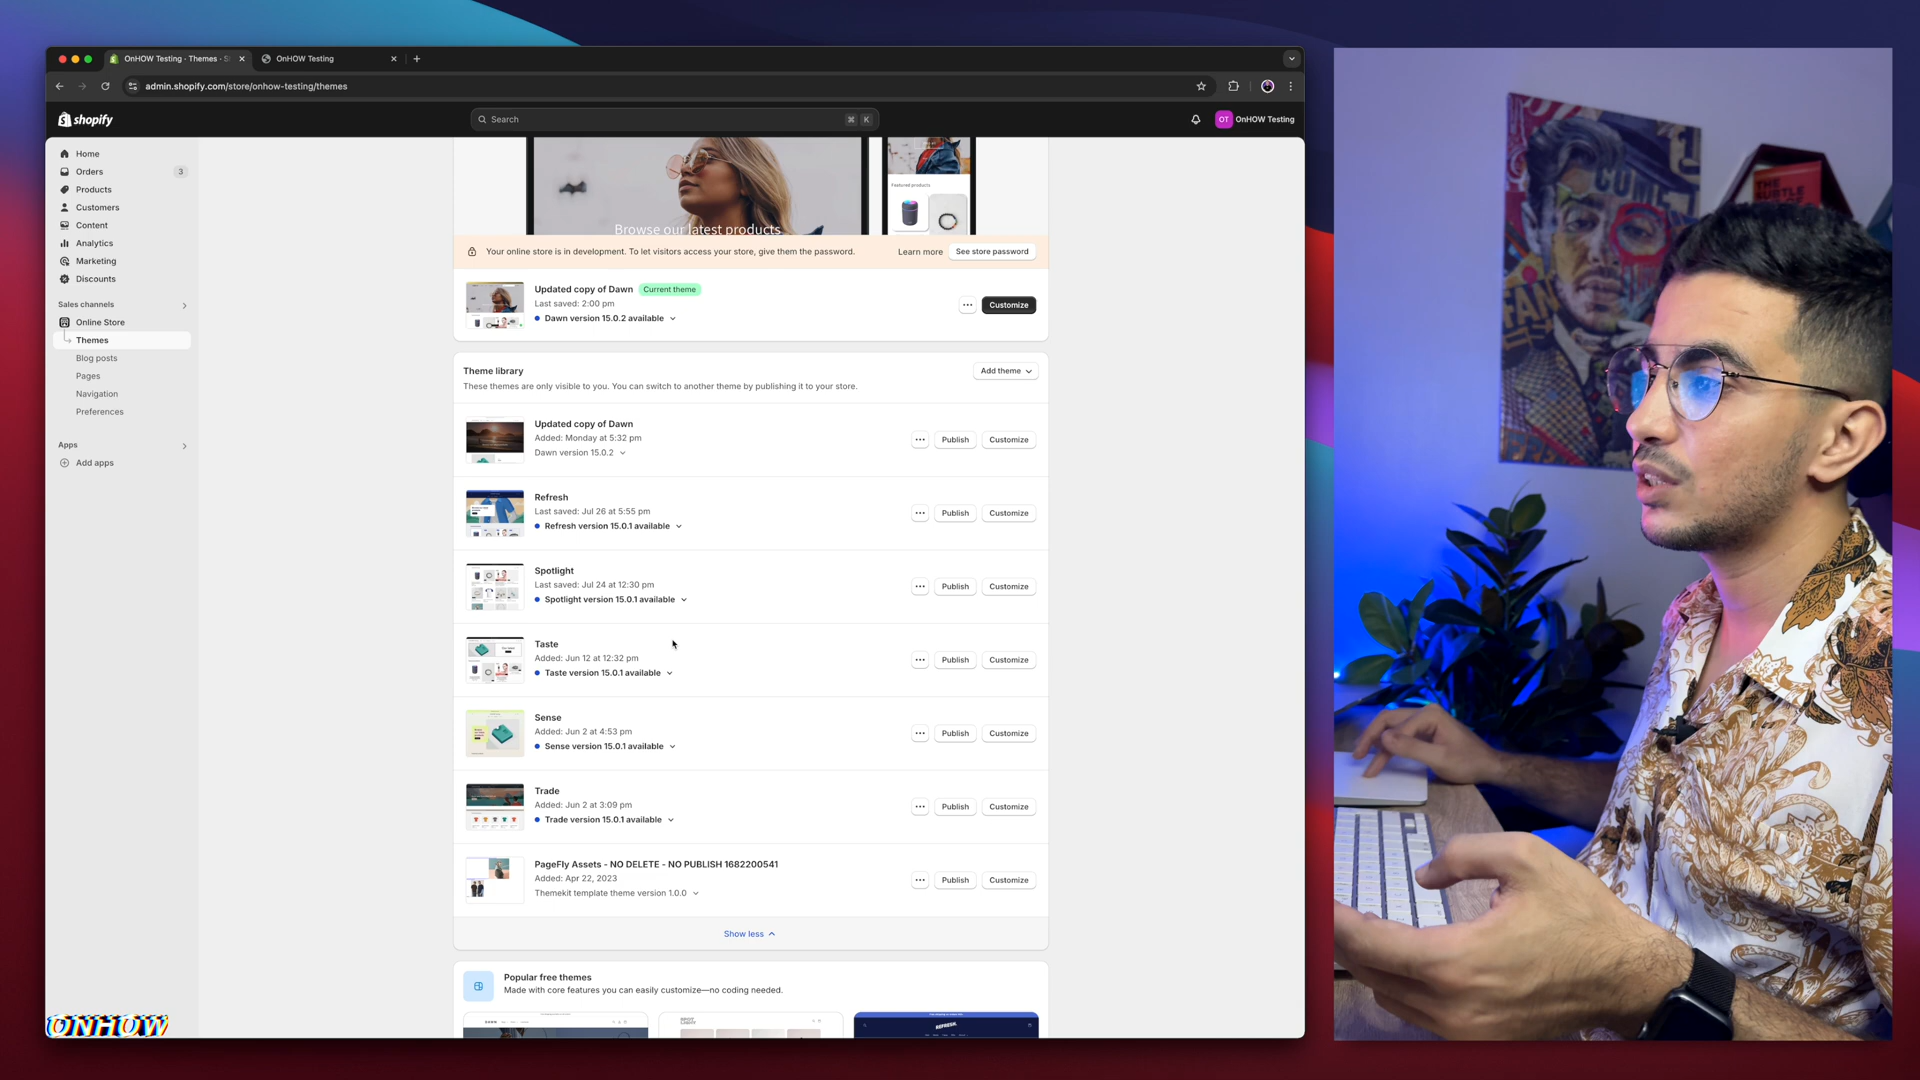 OnHOW Testing · Themes · S
OnHOW Testing
admin.shopify.com/store/onhow-testing/themes
shopify
Search
⌘ K
OT OnHOW Testing
Home
Orders 3
Products
Customers
Content
Analytics
Marketing
Discounts
Sales channels
Online Store
Themes
Blog posts
Pages
Navigation
Preferences
Apps
Add apps
Featured products
Browse our latest products
Your online store is in development. To let visitors access your store, give them the password.
Learn more
See store password
Updated copy of Dawn Current theme
Last saved: 2:00 pm
Dawn version 15.0.2 available
Customize
Theme library
Add theme
These themes are only visible to you. You can switch to another theme by publishing it to your store.
Updated copy of Dawn
Added: Monday at 5:32 pm
Dawn version 15.0.2
Publish Customize
Refresh
Last saved: Jul 26 at 5:55 pm
Refresh version 15.0.1 available
Publish Customize
Spotlight
Last saved: Jul 24 at 12:30 pm
Spotlight version 15.0.1 available
Publish Customize
Taste
Added: Jun 12 at 12:32 pm
Taste version 15.0.1 available
Publish Customize
Sense
Added: Jun 2 at 4:53 pm
Sense version 15.0.1 available
Publish Customize
Trade
Added: Jun 2 at 3:09 pm
Trade version 15.0.1 available
Publish Customize
PageFly Assets - NO DELETE - NO PUBLISH 1682200541
Added: Apr 22, 2023
Themekit template theme version 1.0.0
Publish Customize
Show less
Popular free themes
Made with core features you can easily customize—no coding needed.
DAWN
SPOT
LIGHT
REFRESH
ONHOW
THE
SUBTLE